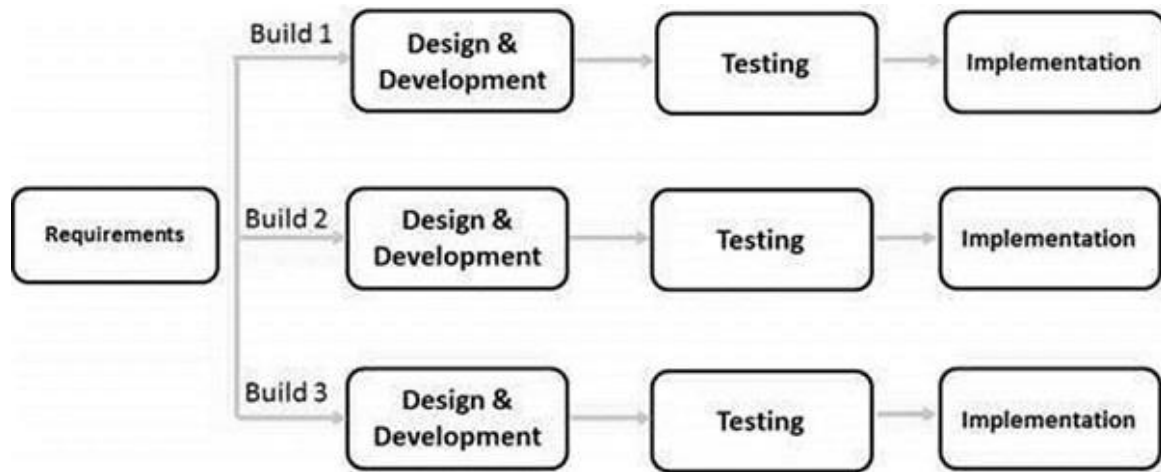 Build 1
Design &
Development
Testing
Implementation
Requirements
Build 2
Design &
Development
Testing
Implementation
Build 3
Design &
Development
Testing
Implementation